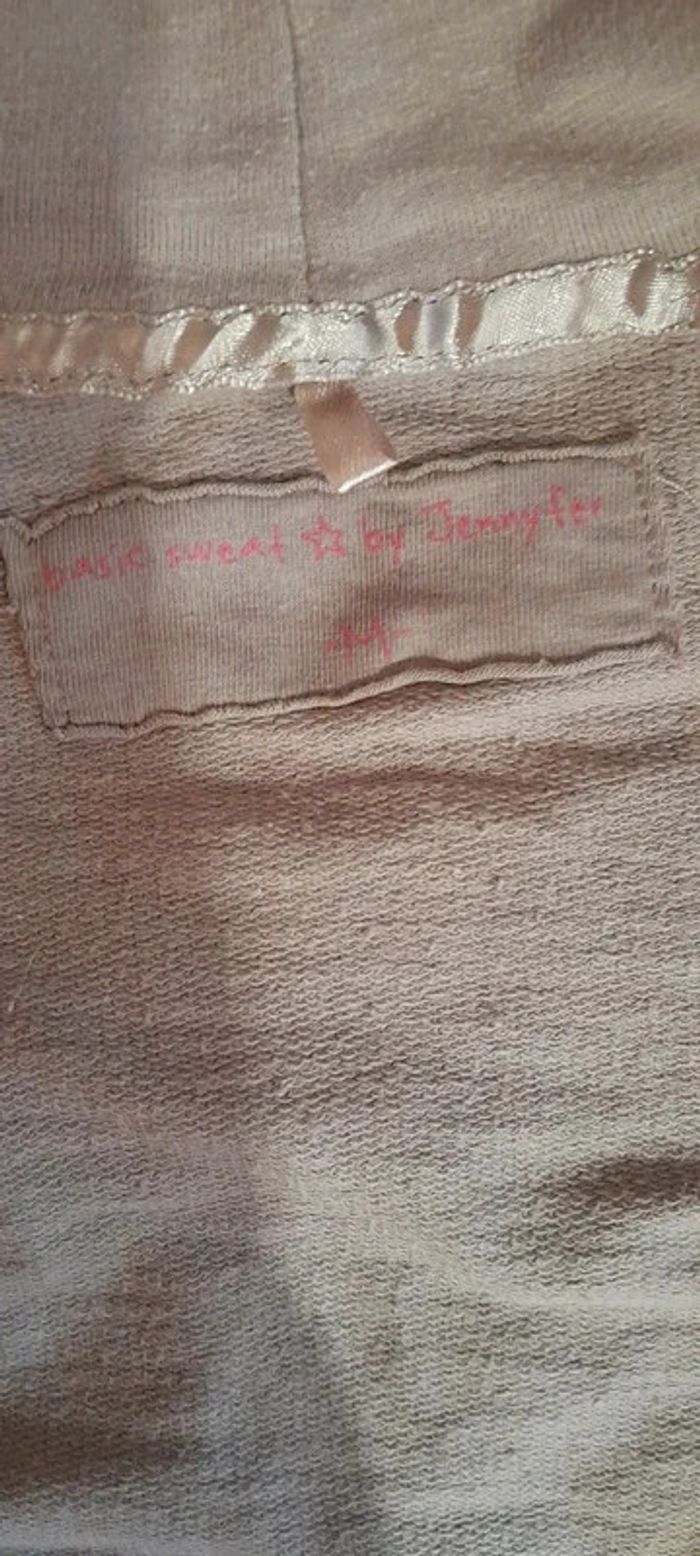 basic sweat ☆ by Jennyfer
-M-